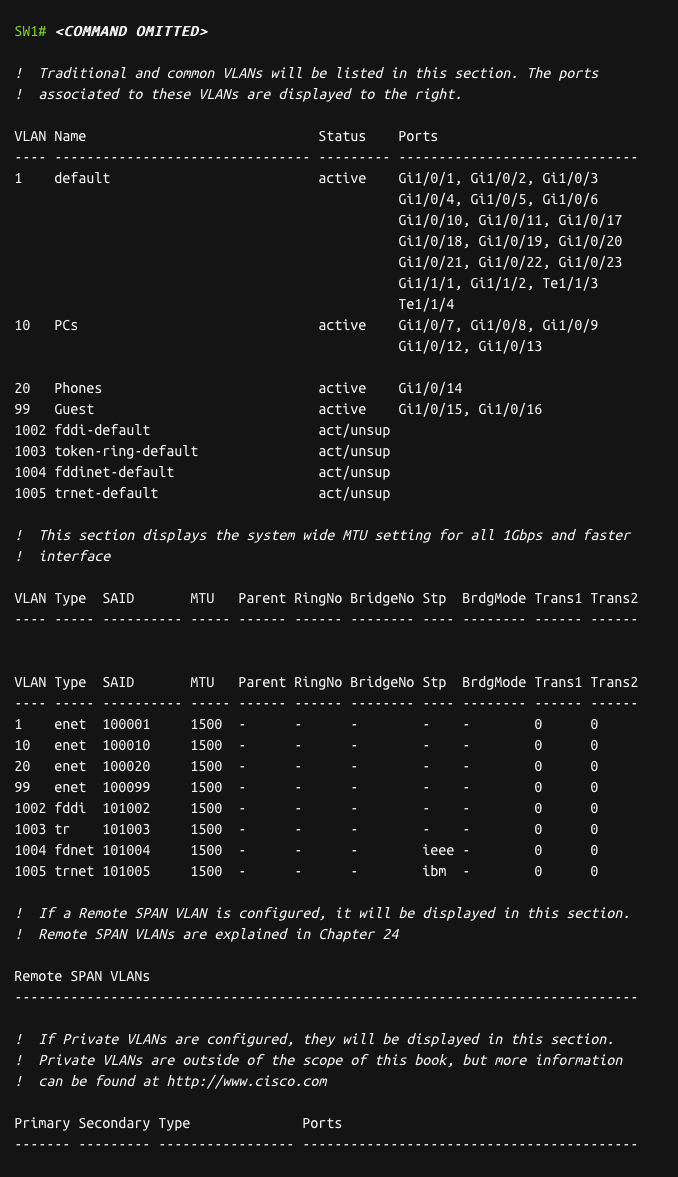 SW1# <COMMAND OMITTED>
!  Traditional and common VLANs will be listed in this section. The ports
!  associated to these VLANs are displayed to the right.
VLAN Name                             Status    Ports
---- -------------------------------- --------- ------------------------------
1    default                          active    Gi1/0/1, Gi1/0/2, Gi1/0/3
                                                Gi1/0/4, Gi1/0/5, Gi1/0/6
                                                Gi1/0/10, Gi1/0/11, Gi1/0/17
                                                Gi1/0/18, Gi1/0/19, Gi1/0/20
                                                Gi1/0/21, Gi1/0/22, Gi1/0/23
                                                Gi1/1/1, Gi1/1/2, Te1/1/3
                                                Te1/1/4
10   PCs                              active    Gi1/0/7, Gi1/0/8, Gi1/0/9
                                                Gi1/0/12, Gi1/0/13
20   Phones                           active    Gi1/0/14
99   Guest                            active    Gi1/0/15, Gi1/0/16
1002 fddi-default                     act/unsup
1003 token-ring-default               act/unsup
1004 fddinet-default                  act/unsup
1005 trnet-default                    act/unsup
!  This section displays the system wide MTU setting for all 1Gbps and faster
!  interface
VLAN Type  SAID       MTU   Parent RingNo BridgeNo Stp  BrdgMode Trans1 Trans2
---- ----- ---------- ----- ------ ------ -------- ---- -------- ------ ------
VLAN Type  SAID       MTU   Parent RingNo BridgeNo Stp  BrdgMode Trans1 Trans2
---- ----- ---------- ----- ------ ------ -------- ---- -------- ------ ------
1    enet  100001     1500  -      -      -        -    -        0      0
10   enet  100010     1500  -      -      -        -    -        0      0
20   enet  100020     1500  -      -      -        -    -        0      0
99   enet  100099     1500  -      -      -        -    -        0      0
1002 fddi  101002     1500  -      -      -        -    -        0      0
1003 tr    101003     1500  -      -      -        -    -        0      0
1004 fdnet 101004     1500  -      -      -        ieee -        0      0
1005 trnet 101005     1500  -      -      -        ibm  -        0      0
!  If a Remote SPAN VLAN is configured, it will be displayed in this section.
!  Remote SPAN VLANs are explained in Chapter 24
Remote SPAN VLANs
------------------------------------------------------------------------------
!  If Private VLANs are configured, they will be displayed in this section.
!  Private VLANs are outside of the scope of this book, but more information
!  can be found at http://www.cisco.com
Primary Secondary Type              Ports
------- --------- ----------------- ------------------------------------------